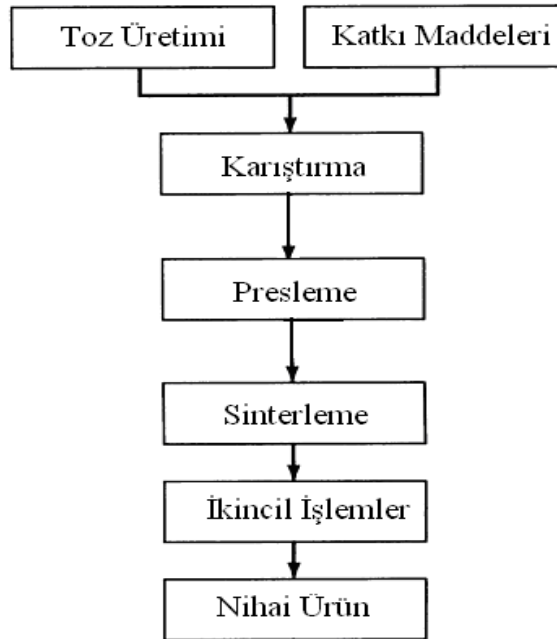 Toz Üretimi
Katkı Maddeleri
Karıştırma
Presleme
Sinterleme
İkincil İşlemler
Nihai Ürün